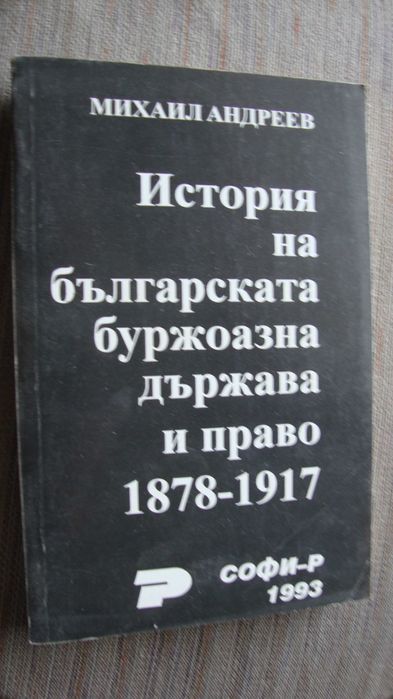 МИХАИЛ АНДРЕЕВ
История
на
българската
буржоазна
държава
и право
1878-1917
СОФИ-Р
1993